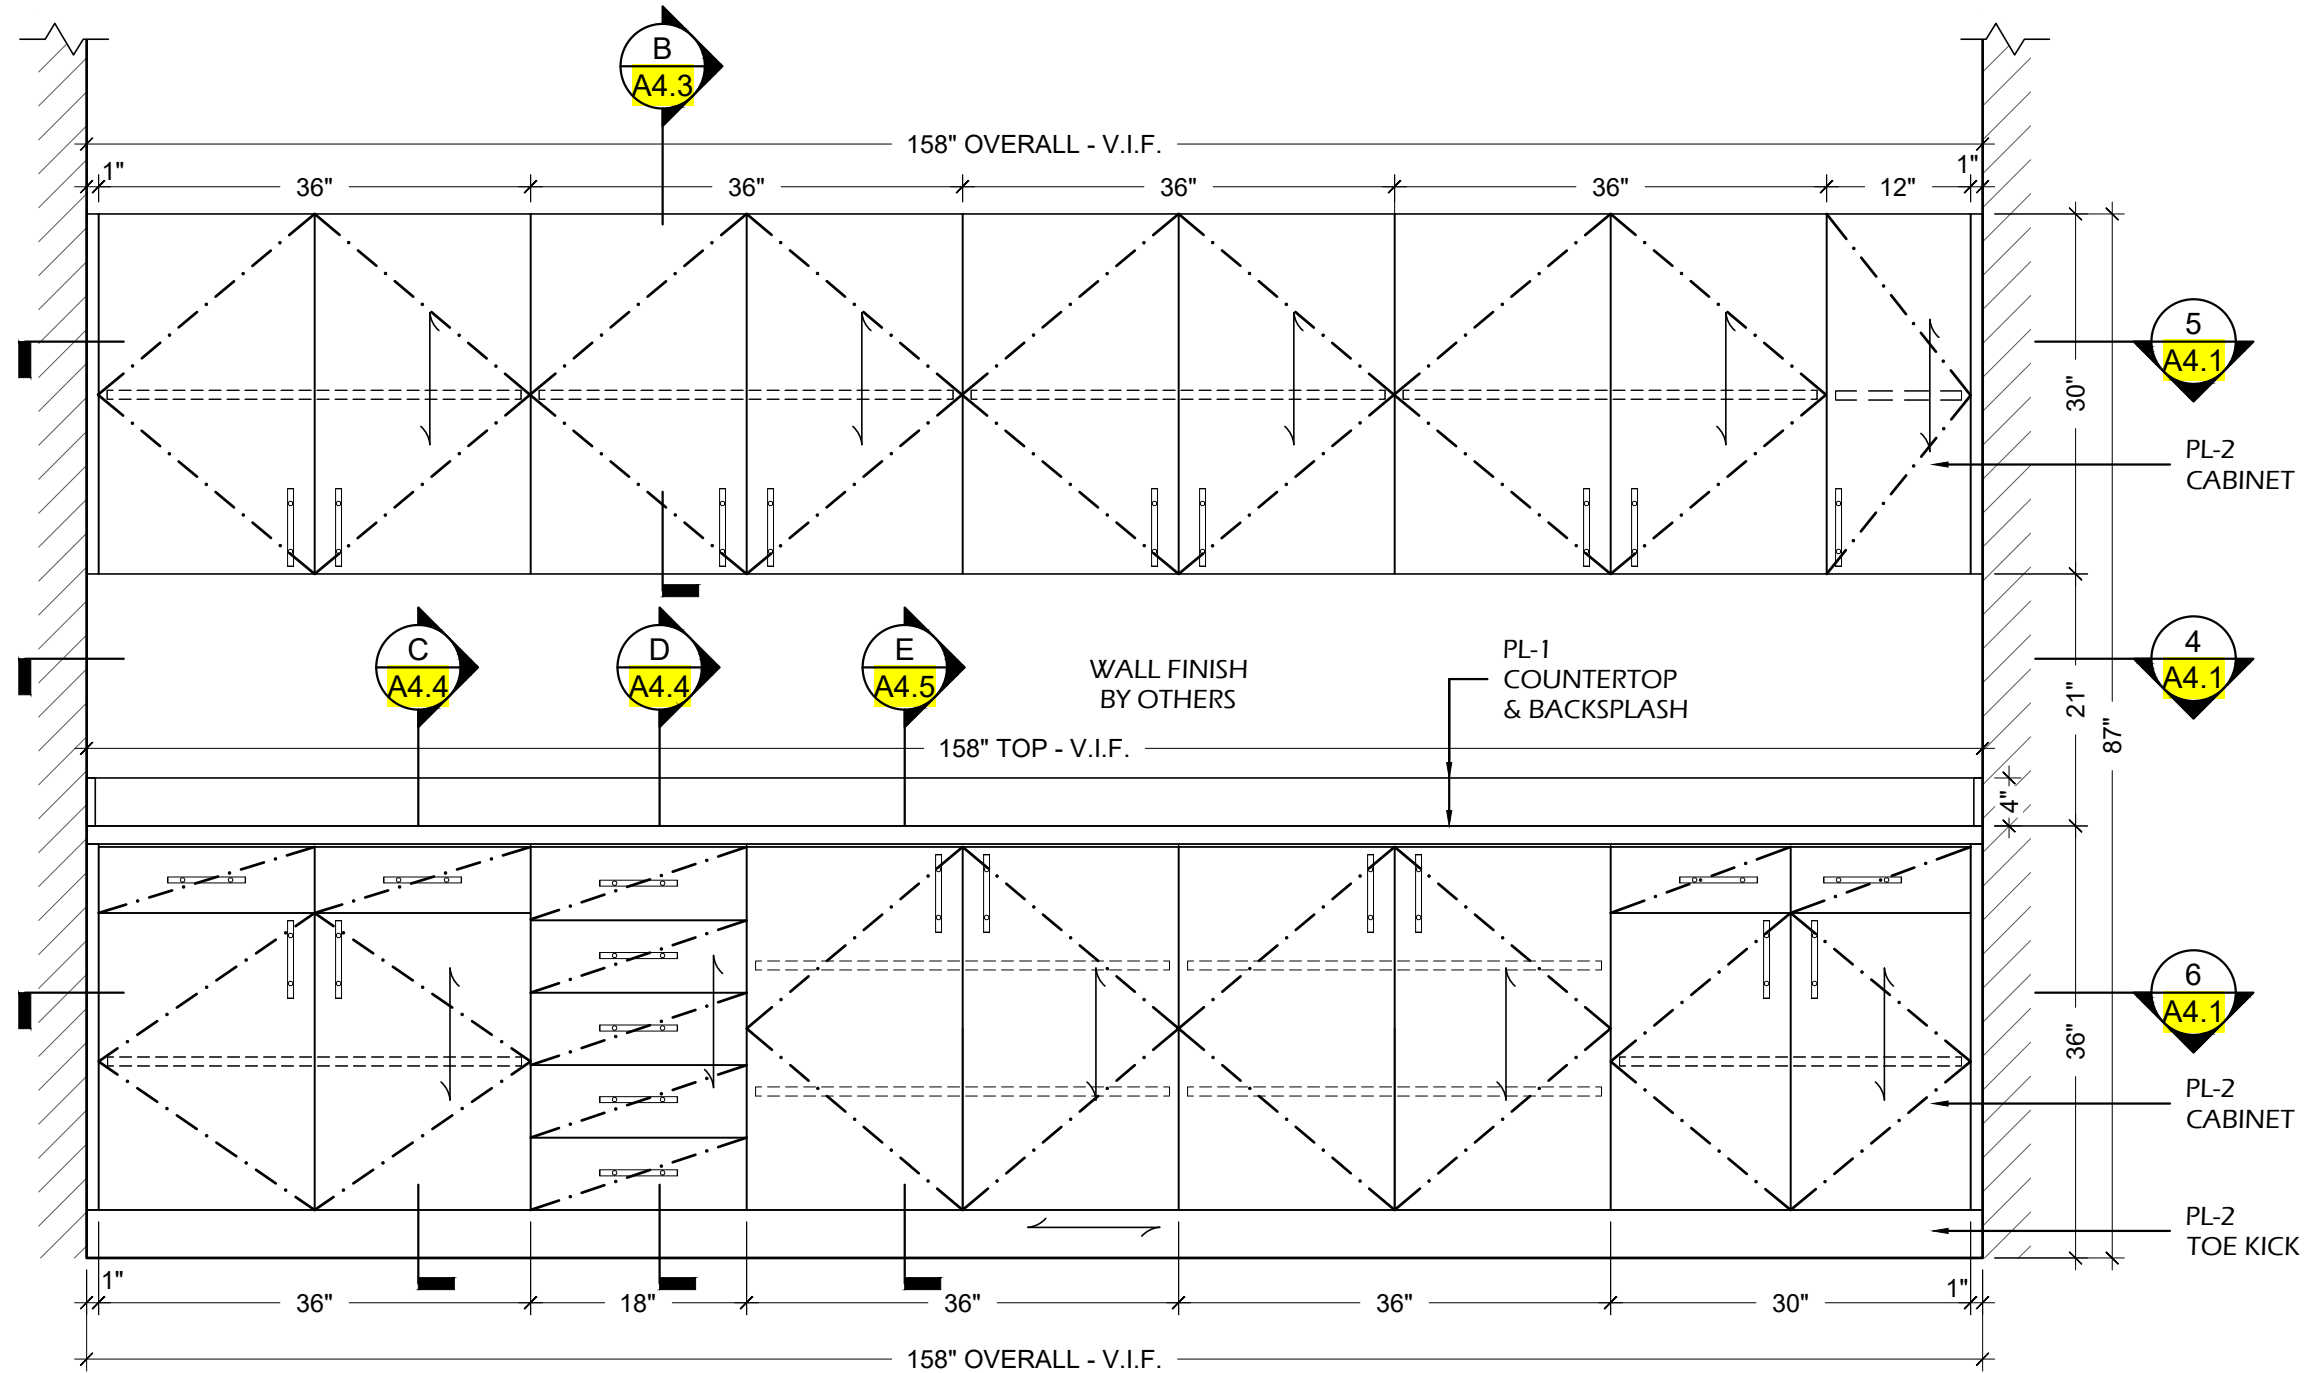 B
A4.3
158" OVERALL - V.I.F.
1"
36"
36"
36"
36"
12"
1"
5
A4.1
30"
PL-2
CABINET
C
A4.4
D
A4.4
E
A4.5
WALL FINISH
BY OTHERS
PL-1
COUNTERTOP
& BACKSPLASH
4
A4.1
21"
87"
158" TOP - V.I.F.
4"
6
A4.1
36"
PL-2
CABINET
PL-2
TOE KICK
1"
36"
18"
36"
36"
30"
1"
158" OVERALL - V.I.F.